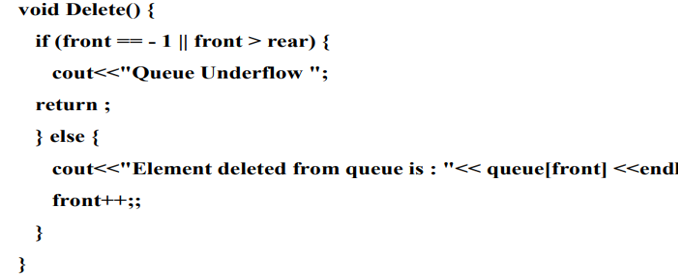 void Delete() {
if (front == - 1 || front > rear) {
cout<<"Queue Underflow ";
return ;
} else {
cout<<"Element deleted from queue is : "<< queue[front] <<endl
front++;;
}
}